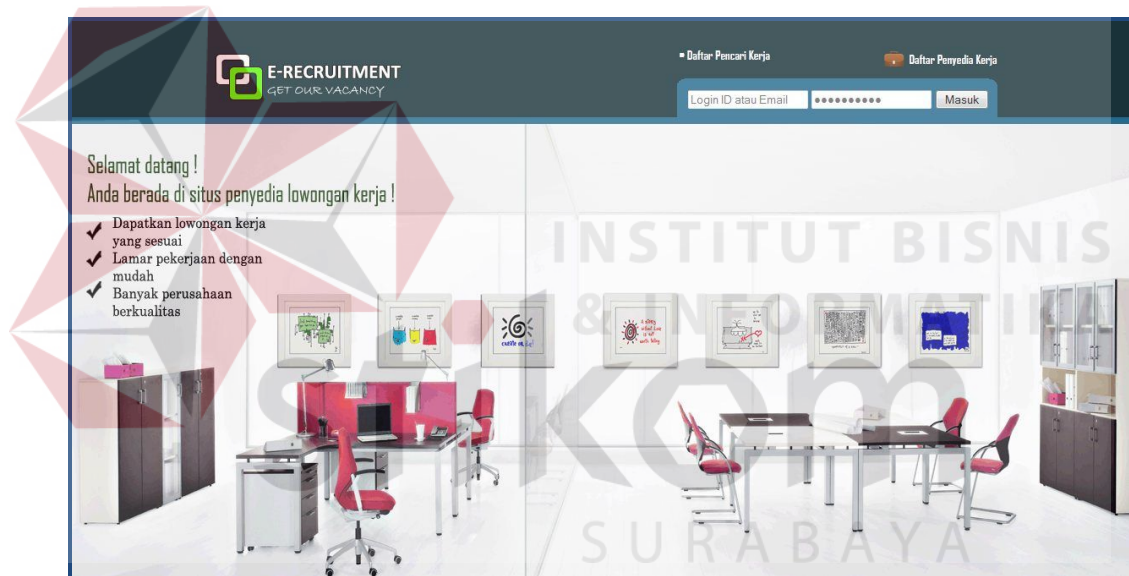 E-RECRUITMENT
GET OUR VACANCY
Daftar Pencari Kerja
Daftar Penyedia Kerja
Login ID atau Email
Masuk
Selamat datang !
Anda berada di situs penyedia lowongan kerja !
Dapatkan lowongan kerja
yang sesuai
Lamar pekerjaan dengan
mudah
Banyak perusahaan
berkualitas
INSTITUT BISNIS
& INFORMATIKA
stikom
SURABAYA